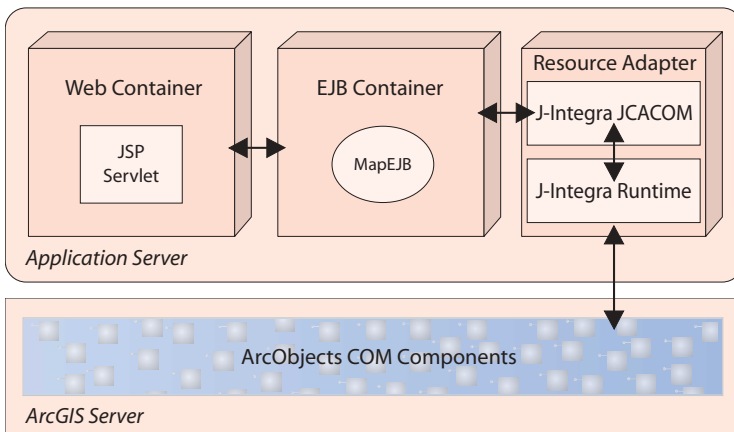 Web Container
JSP
Servlet
EJB Container
MapEJB
Resource Adapter
J-Integra JCACOM
J-Integra Runtime
Application Server
ArcObjects COM Components
ArcGIS Server